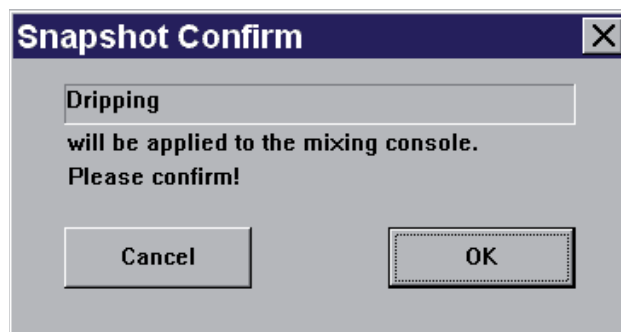 Snapshot Confirm
Dripping
will be applied to the mixing console.
Please confirm!
Cancel
OK